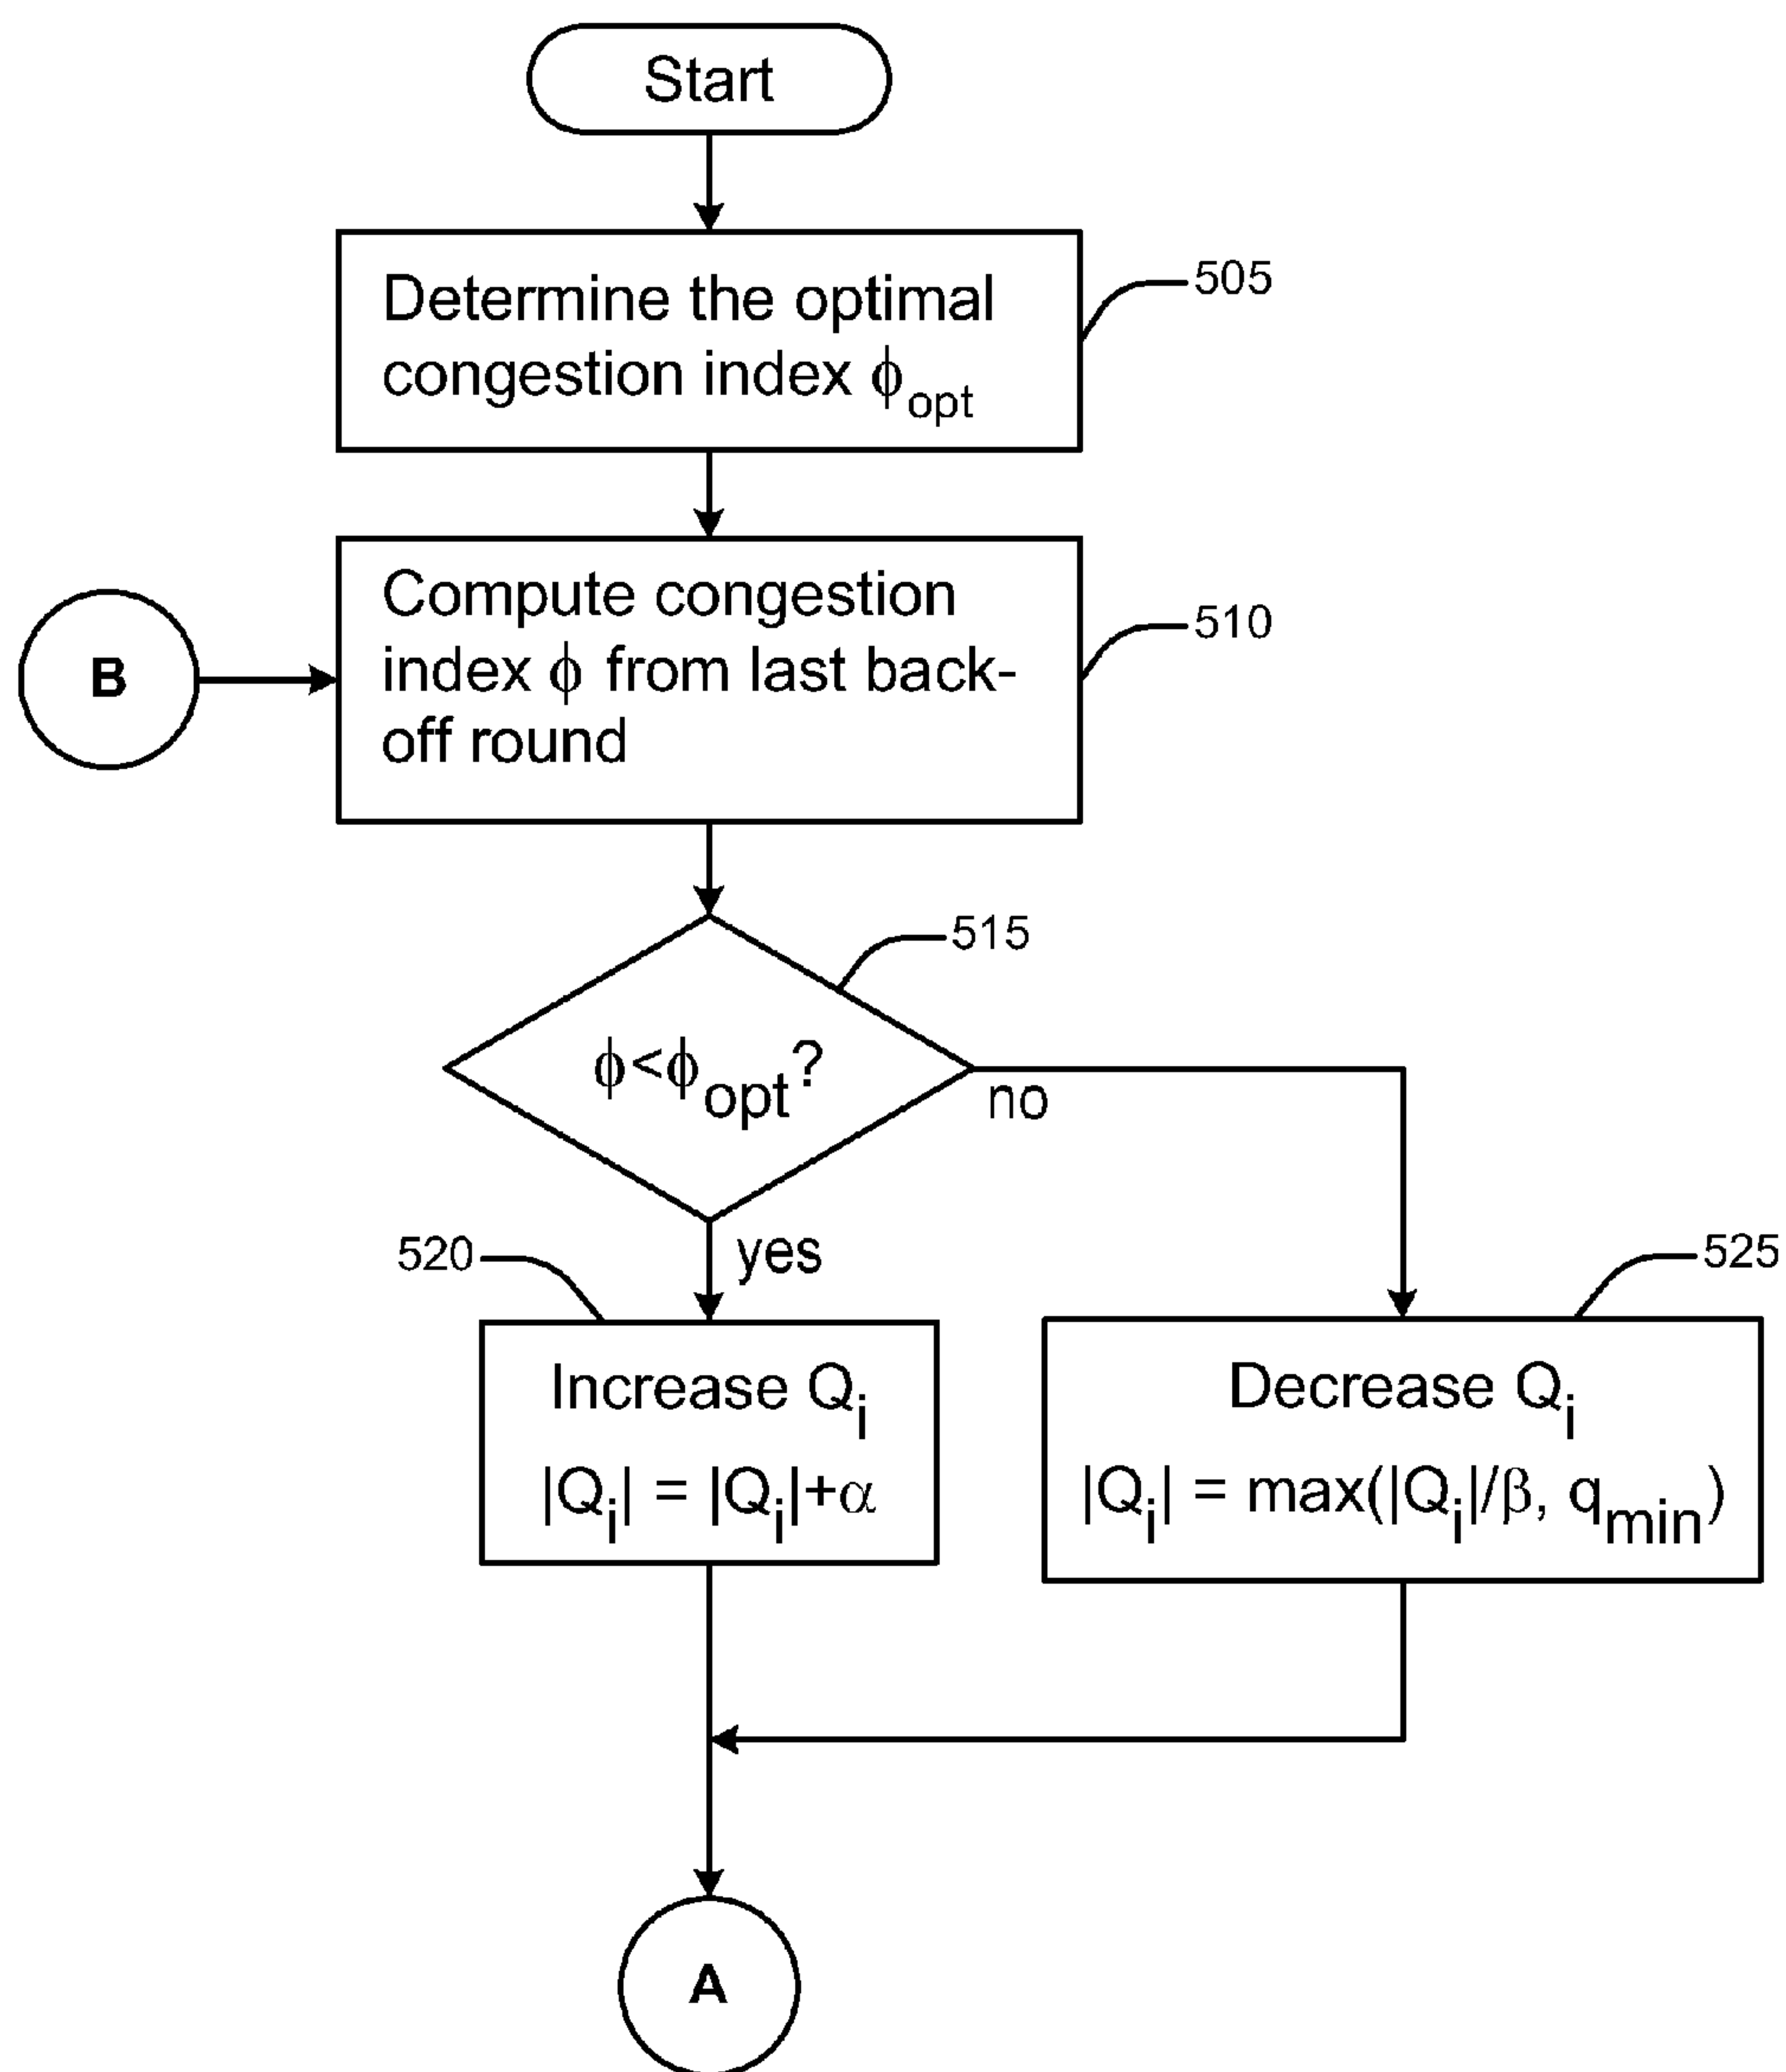 Start
Determine the optimal
congestion index ϕopt
505
Compute congestion
index ϕ from last back-
off round
510
B
515
ϕ<ϕopt?
no
yes
520
525
Increase Qi
|Qi| = |Qi|+α
Decrease Qi
|Qi| = max(|Qi|/β, qmin)
A